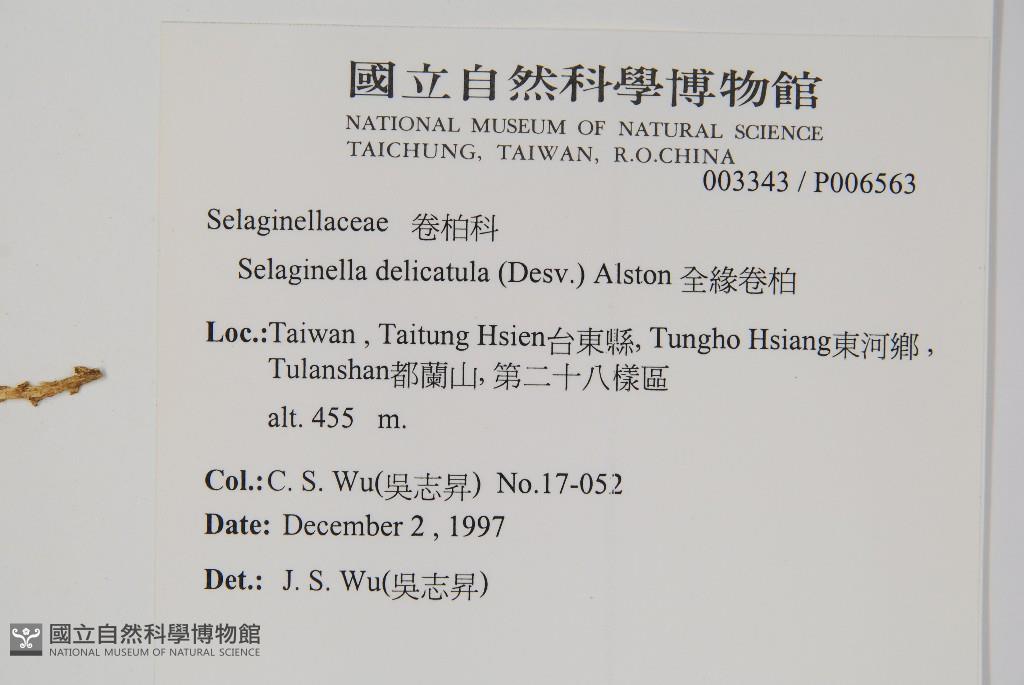 國立自然科學博物館
NATIONAL MUSEUM OF NATURAL SCIENCE
TAICHUNG, TAIWAN, R.O.CHINA
003343 / P006563
Selaginellaceae 卷柏科
Selaginella delicatula (Desv.) Alston 全緣卷柏
Loc.:Taiwan , Taitung Hsien台東縣, Tungho Hsiang東河鄉 ,
Tulanshan都蘭山, 第二十八樣區
alt. 455 m.
Col.:C. S. Wu(吳志昇) No.17-052
Date: December 2 , 1997
Det.: J. S. Wu(吳志昇)
國立自然科學博物館
NATIONAL MUSEUM OF NATURAL SCIENCE